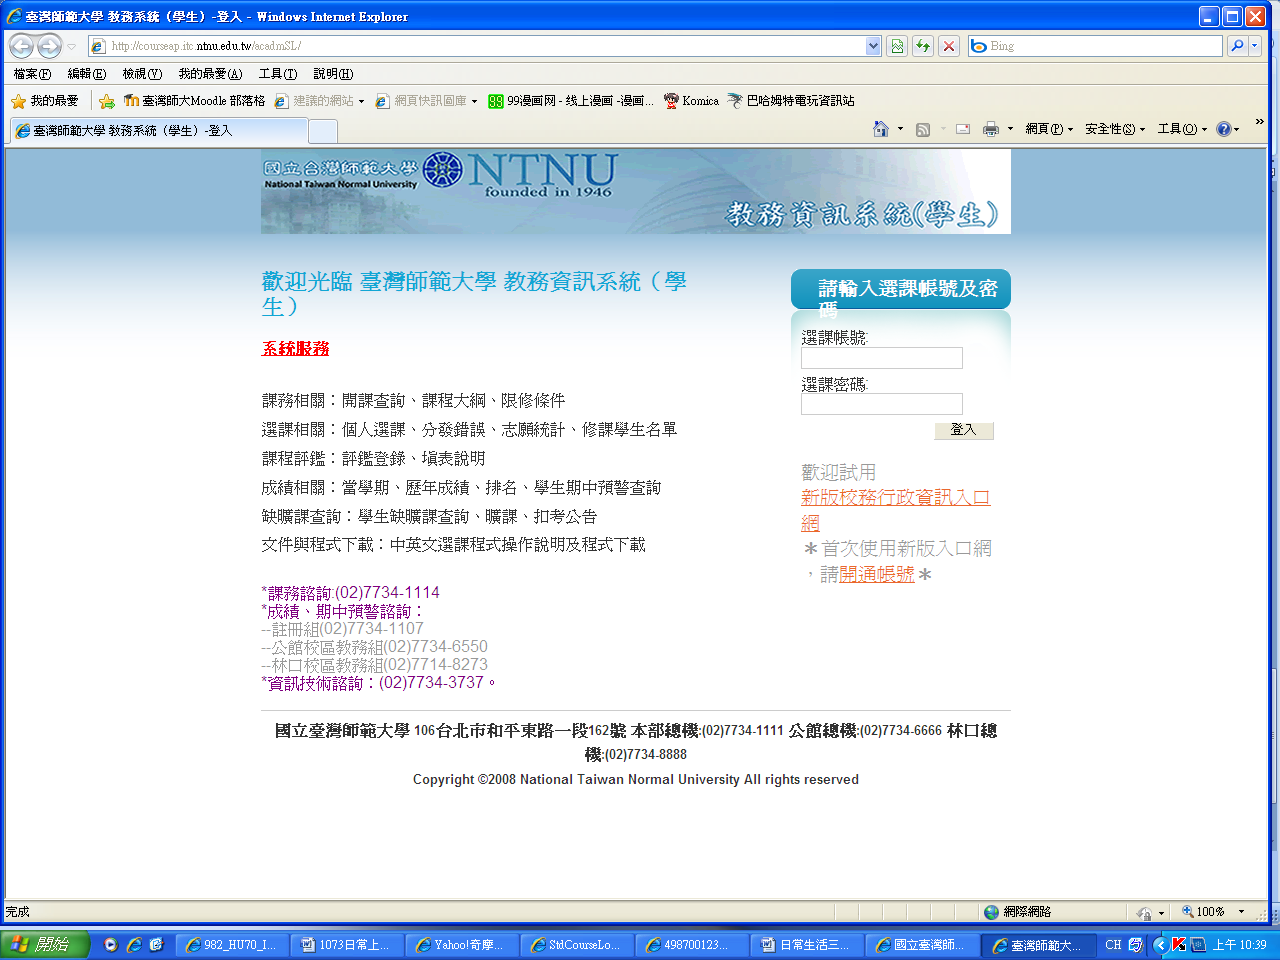 臺灣師範大學 教務系統（學生）-登入 - Windows Internet Explorer
http://courseap.itc.ntnu.edu.tw/acadmSL/
Bing
檔案(F) 編輯(E) 檢視(V) 我的最愛(A) 工具(T) 說明(H)
我的最愛 臺灣師大Moodle 部落格 建議的網站 網頁快訊圖庫 99漫画网 - 线上漫画 -漫画... Komica 巴哈姆特電玩資訊站
臺灣師範大學 教務系統（學生）-登入 網頁(P) 安全性(S) 工具(O) »
國立台灣師範大學 NTNU
National Taiwan Normal University founded in 1946
教務資訊系統(學生)
歡迎光臨 臺灣師範大學 教務資訊系統（學
生）
系統服務
課務相關：開課查詢、課程大綱、限修條件
選課相關：個人選課、分發錯誤、志願統計、修課學生名單
課程評鑑：評鑑登錄、填表說明
成績相關：當學期、歷年成績、排名、學生期中預警查詢
缺曠課查詢：學生缺曠課查詢、曠課、扣考公告
文件與程式下載：中英文選課程式操作說明及程式下載
*課務諮詢:(02)7734-1114
*成績、期中預警諮詢：
--註冊組(02)7734-1107
--公館校區教務組(02)7734-6550
--林口校區教務組(02)7714-8273
*資訊技術諮詢：(02)7734-3737。
請輸入選課帳號及密
碼
選課帳號:
選課密碼:
登入
歡迎試用
新版校務行政資訊入口
網
＊首次使用新版入口網
，請開通帳號＊
國立臺灣師範大學 106台北市和平東路一段162號 本部總機:(02)7734-1111 公館總機:(02)7734-6666 林口總
機:(02)7734-8888
Copyright ©2008 National Taiwan Normal University All rights reserved
完成 網際網路 100%
開始 982_HU70_I... 1073日常上... Yahoo!奇摩... StdCourseLo... 498700123... 日常生活三... 國立臺灣師... 臺灣師範大... CH 上午 10:39